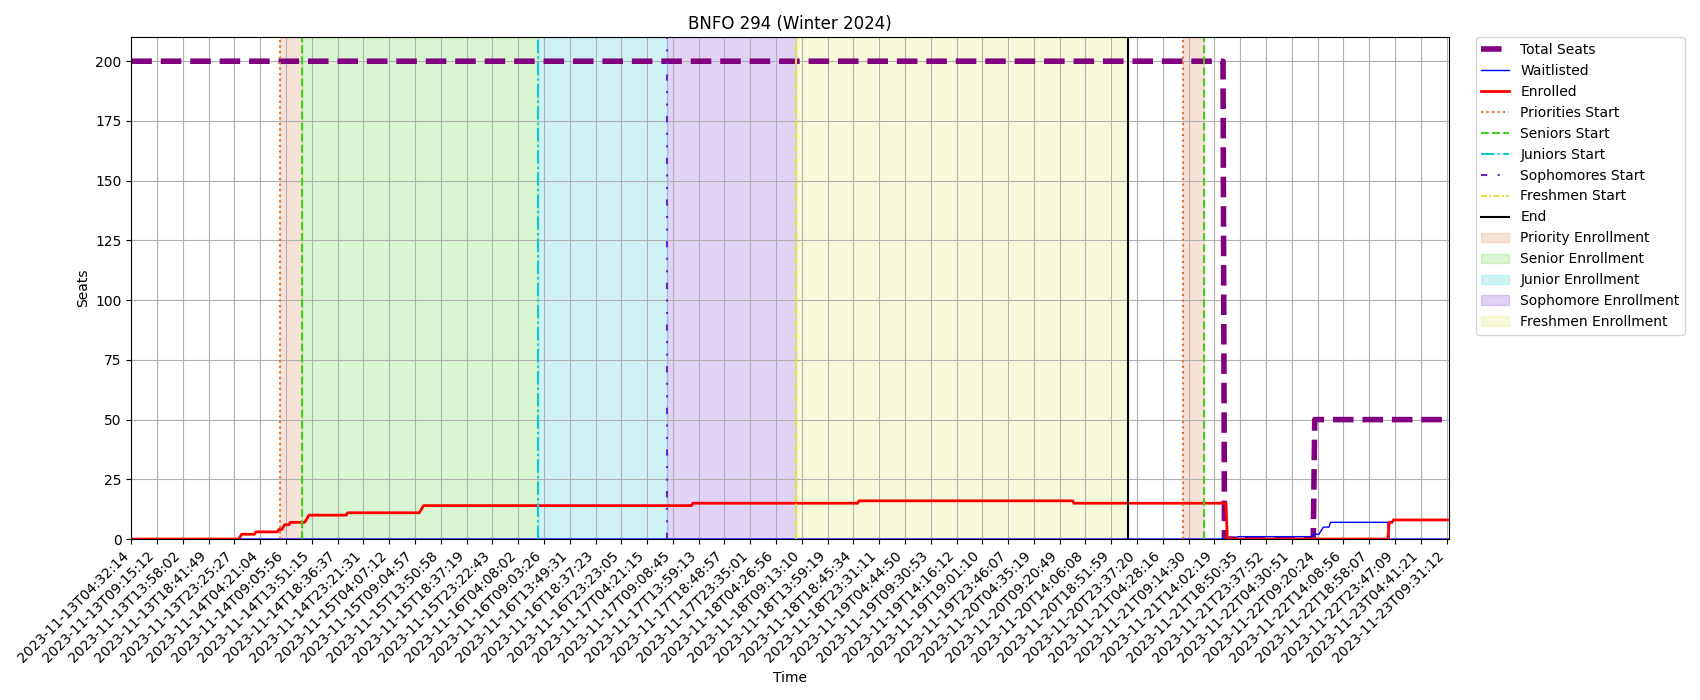 BNFO 294 (Winter 2024)
Seats
200
175
150
125
100
75
50
25
0
2023-11-13T04:32:14
2023-11-13T09:15:12
2023-11-13T13:58:02
2023-11-13T18:41:49
2023-11-13T23:25:27
2023-11-14T04:21:04
2023-11-14T09:05:56
2023-11-14T13:51:15
2023-11-14T18:36:37
2023-11-14T23:21:31
2023-11-15T04:07:12
2023-11-15T09:04:57
2023-11-15T13:50:58
2023-11-15T18:37:19
2023-11-15T23:22:43
2023-11-16T04:08:02
2023-11-16T09:03:26
2023-11-16T13:49:31
2023-11-16T18:37:23
2023-11-16T23:23:05
2023-11-17T04:21:15
2023-11-17T09:08:45
2023-11-17T13:59:13
2023-11-17T18:48:57
2023-11-17T23:35:01
2023-11-18T04:26:56
2023-11-18T09:13:10
2023-11-18T13:59:19
2023-11-18T18:45:34
2023-11-18T23:31:11
2023-11-19T04:44:50
2023-11-19T09:30:53
2023-11-19T14:16:12
2023-11-19T19:01:10
2023-11-19T23:46:07
2023-11-20T04:35:19
2023-11-20T09:20:49
2023-11-20T14:06:08
2023-11-20T18:51:59
2023-11-20T23:37:20
2023-11-21T04:28:16
2023-11-21T09:14:30
2023-11-21T14:02:19
2023-11-21T18:50:35
2023-11-21T23:37:52
2023-11-22T04:30:51
2023-11-22T09:20:24
2023-11-22T14:08:56
2023-11-22T18:58:07
2023-11-22T23:47:09
2023-11-23T04:41:21
2023-11-23T09:31:12
Time
Total Seats
Waitlisted
Enrolled
Priorities Start
Seniors Start
Juniors Start
Sophomores Start
Freshmen Start
End
Priority Enrollment
Senior Enrollment
Junior Enrollment
Sophomore Enrollment
Freshmen Enrollment